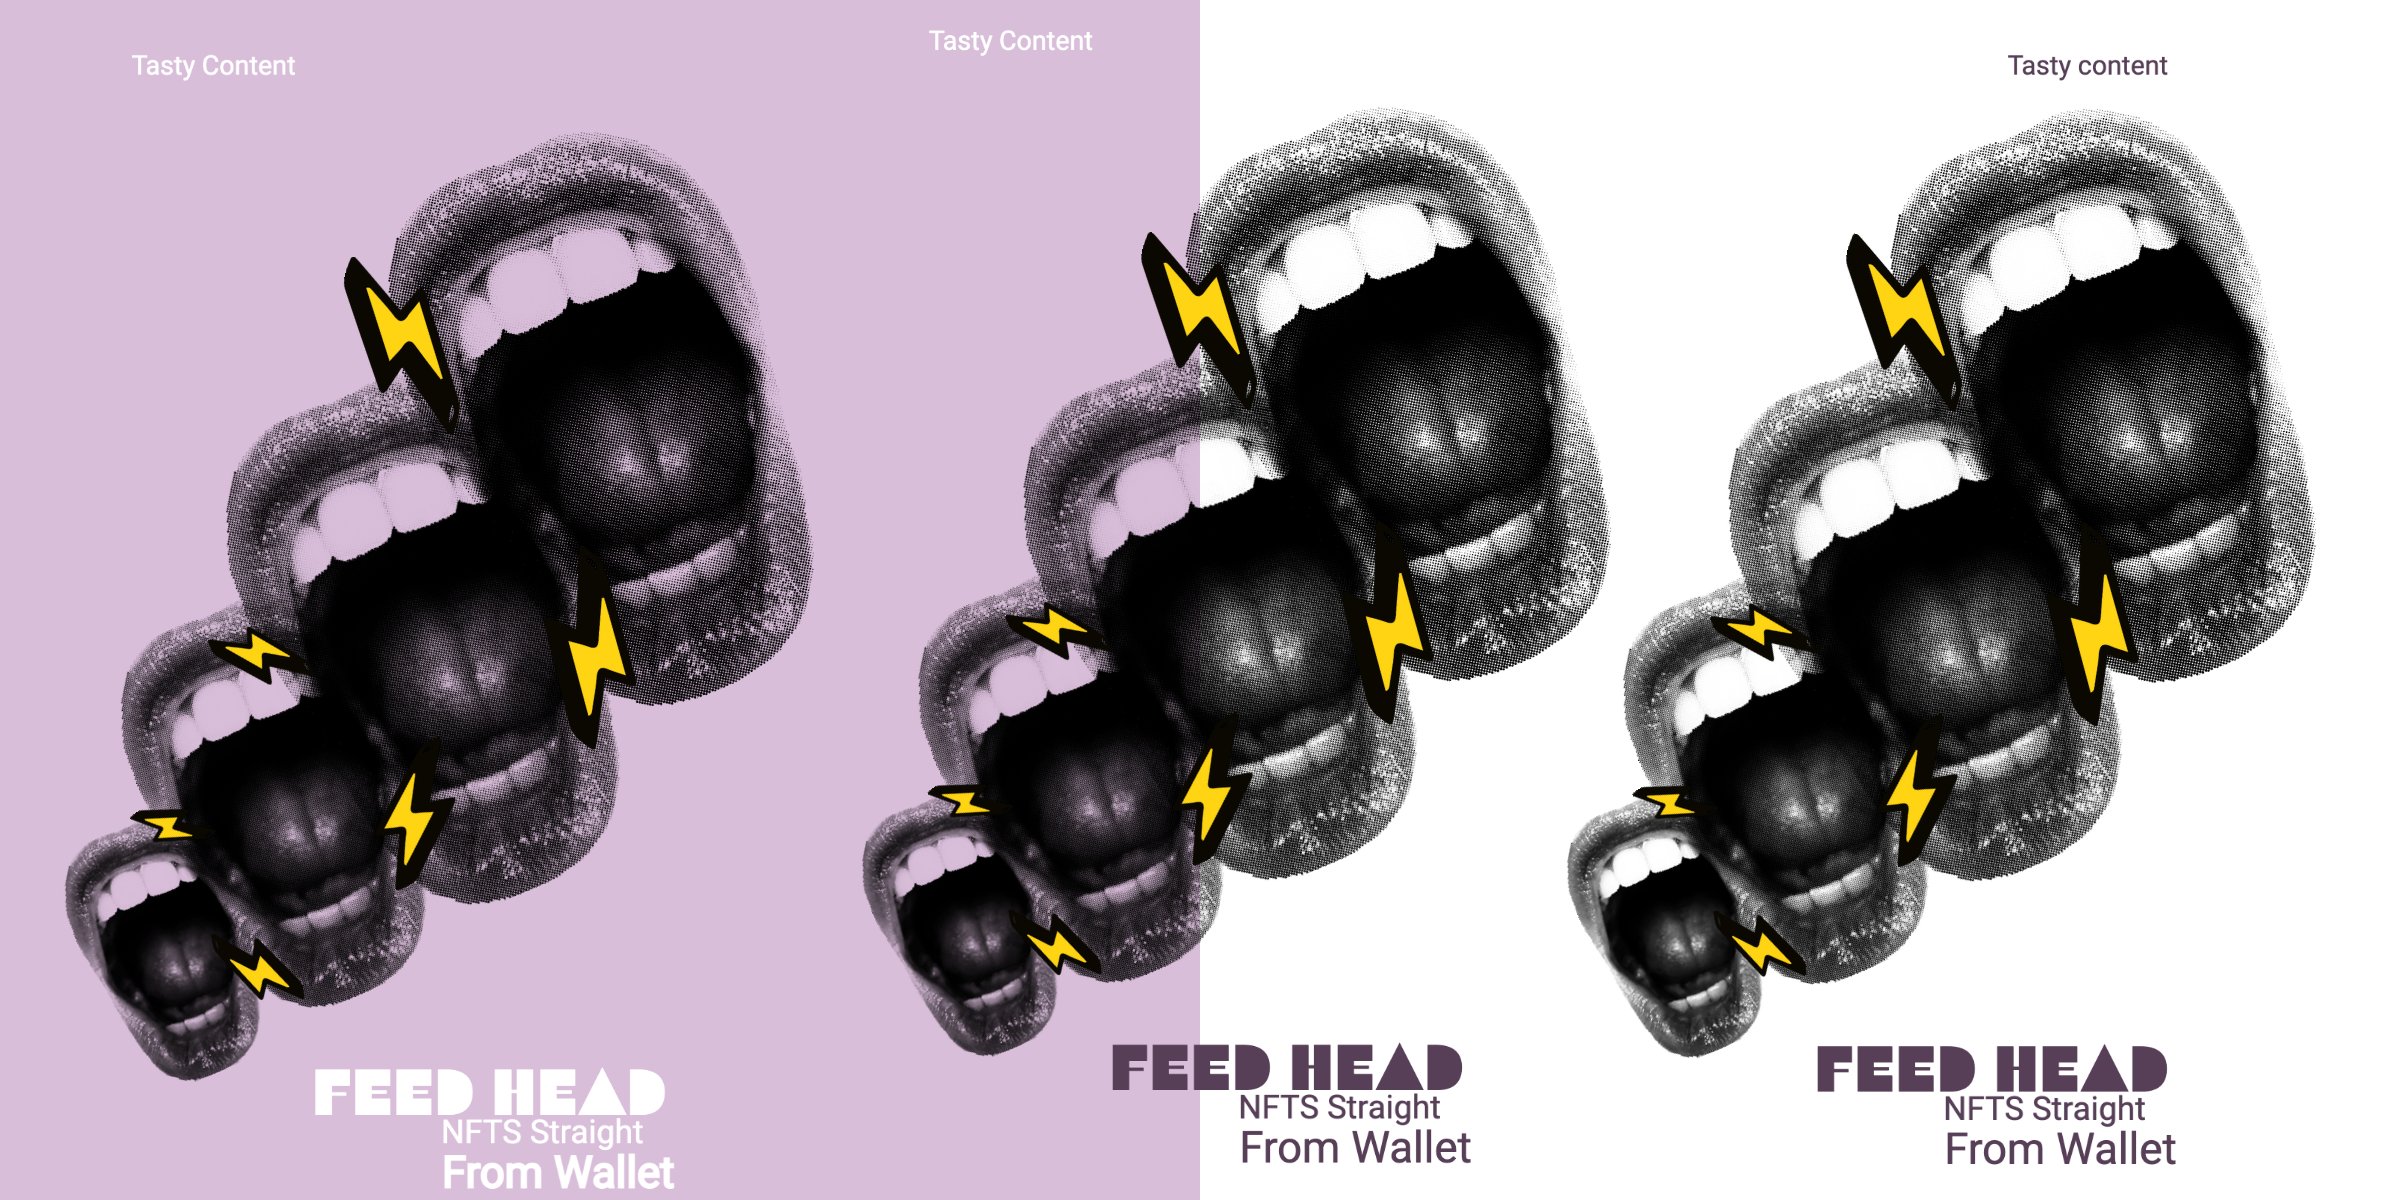 Tasty Content
FEED HEAD
NFTS Straight
From Wallet
Tasty Content
FEED HEAD
NFTS Straight
From Wallet
Tasty content
FEED HEAD
NFTS Straight
From Wallet